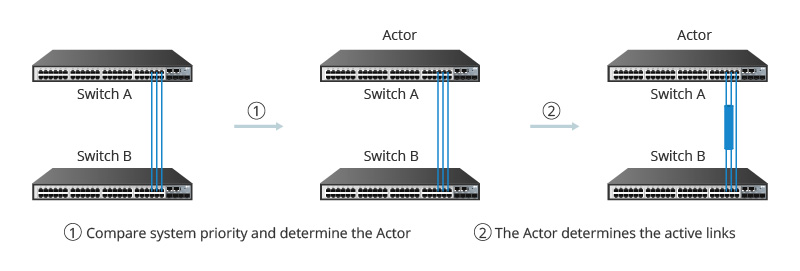 Actor
Actor
Switch A
Switch A
Switch A
①
②
Switch B
Switch B
Switch B
① Compare system priority and determine the Actor
② The Actor determines the active links